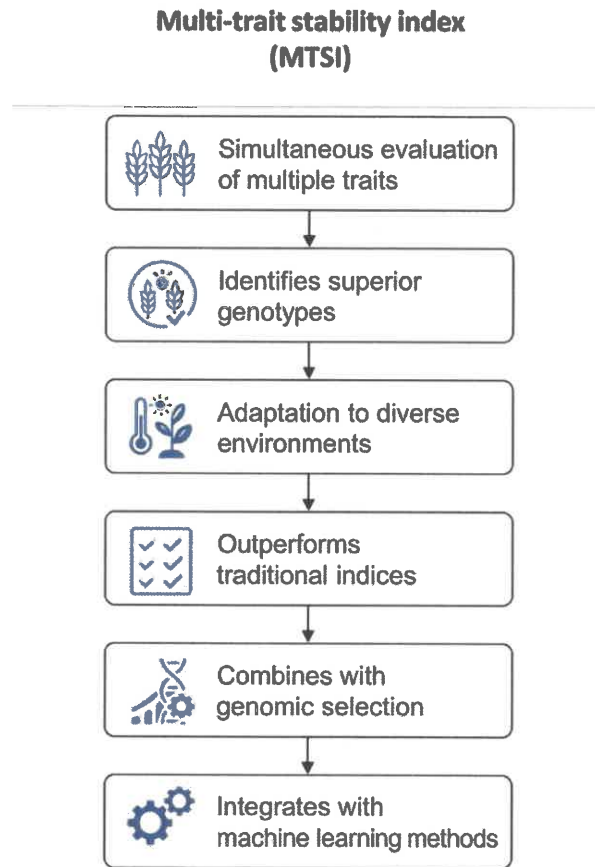 Multi-trait stability index
(MTSI)
Simultaneous evaluation
of multiple traits
Identifies superior
genotypes
Adaptation to diverse
environments
Outperforms
traditional indices
Combines with
genomic selection
Integrates with
machine learning methods